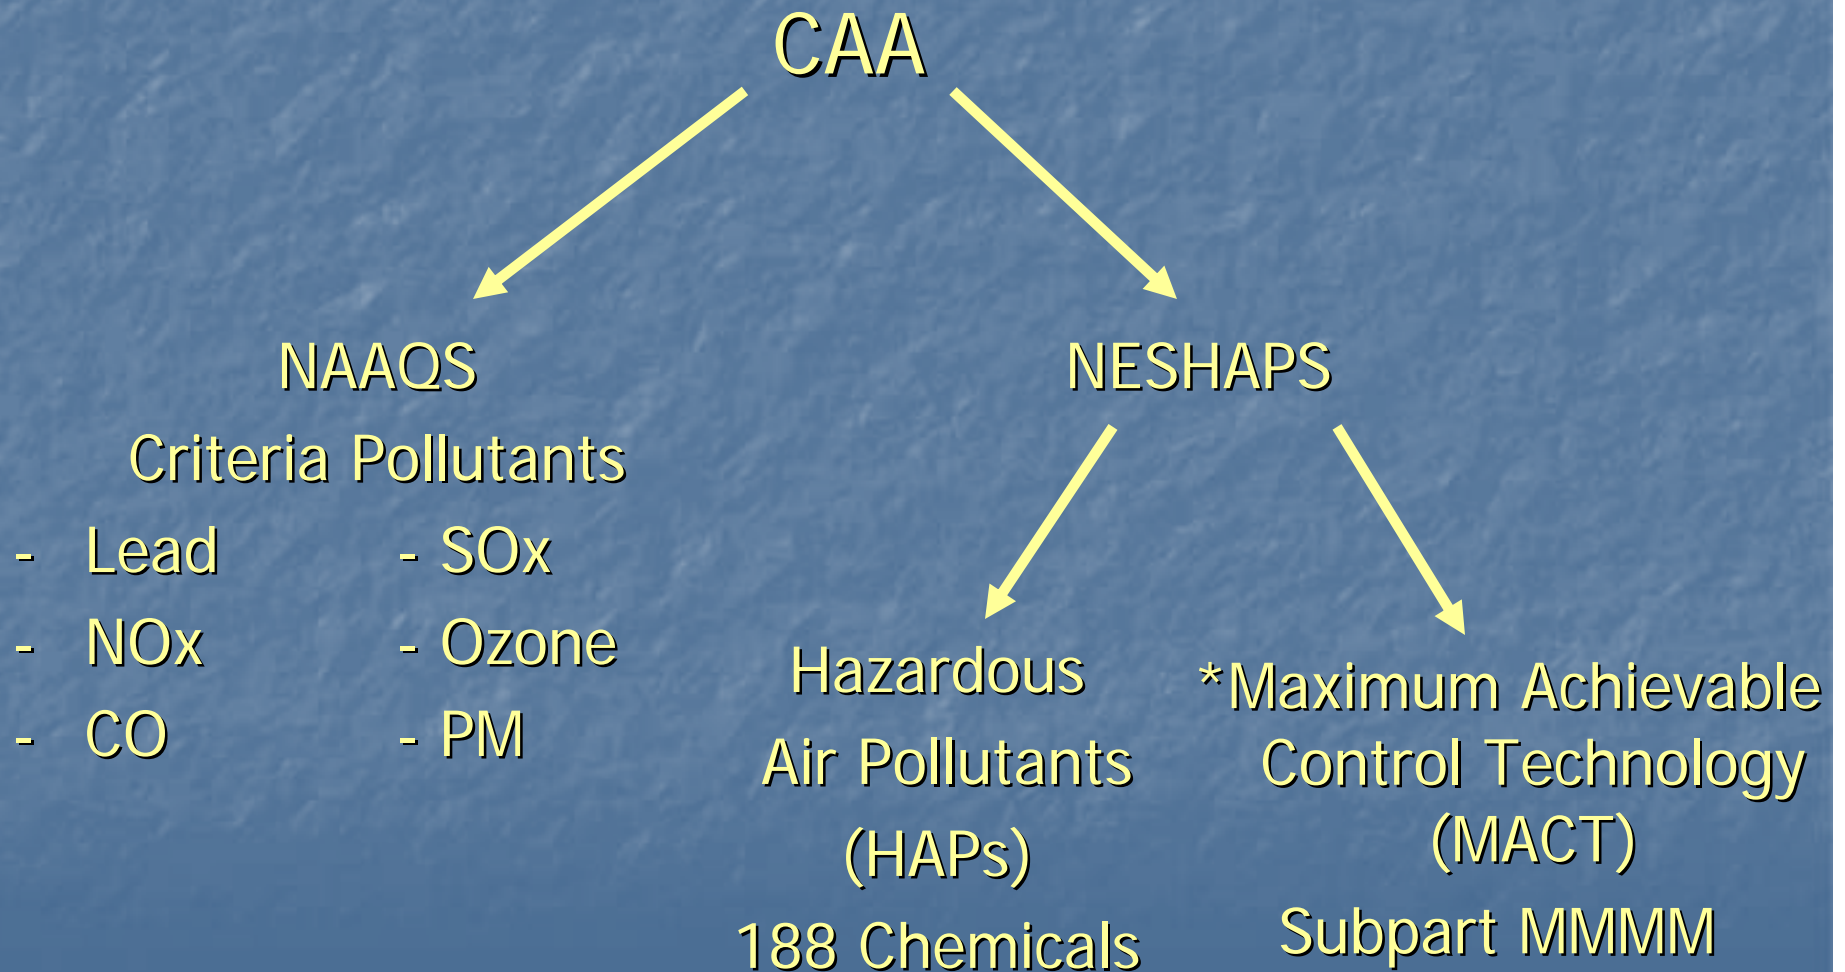 CAA
NAAQS
Criteria Pollutants
- Lead - SOx
- NOx - Ozone
- CO - PM
NESHAPS
Hazardous
Air Pollutants
(HAPs)
188 Chemicals
*Maximum Achievable
Control Technology
(MACT)
Subpart MMMM